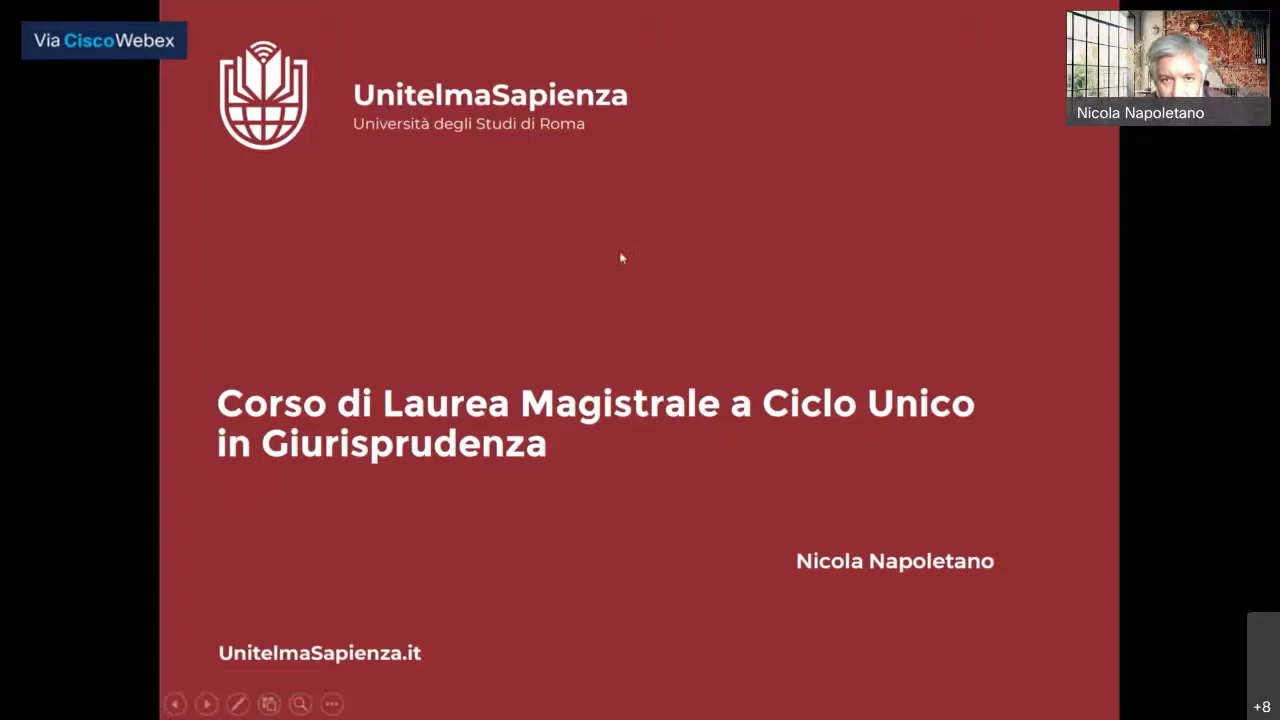 Via CiscoWebex
UnitelmaSapienza
Università degli Studi di Roma
Nicola Napoletano
Corso di Laurea Magistrale a Ciclo Unico
in Giurisprudenza
Nicola Napoletano
UnitelmaSapienza.it
+8